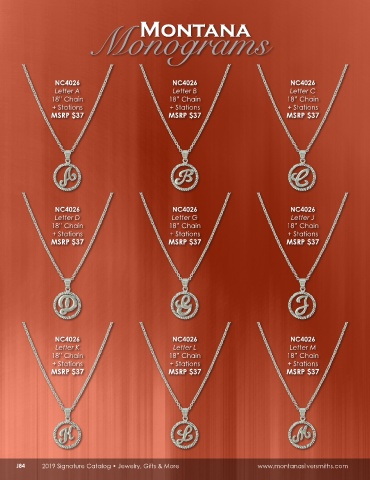 MONTANA
Monograms
NC4026
Letter A
18" Chain
+ Stations
MSRP $37
NC4026
Letter B
18" Chain
+ Stations
MSRP $37
NC4026
Letter C
18" Chain
+ Stations
MSRP $37
A
B
C
NC4026
Letter D
18" Chain
+ Stations
MSRP $37
NC4026
Letter G
18" Chain
+ Stations
MSRP $37
NC4026
Letter J
18" Chain
+ Stations
MSRP $37
D
G
J
NC4026
Letter K
18" Chain
+ Stations
MSRP $37
NC4026
Letter L
18" Chain
+ Stations
MSRP $37
NC4026
Letter M
18" Chain
+ Stations
MSRP $37
K
L
M
J84 2019 Signature Catalog • Jewelry, Gifts & More www.montanasilversmiths.com